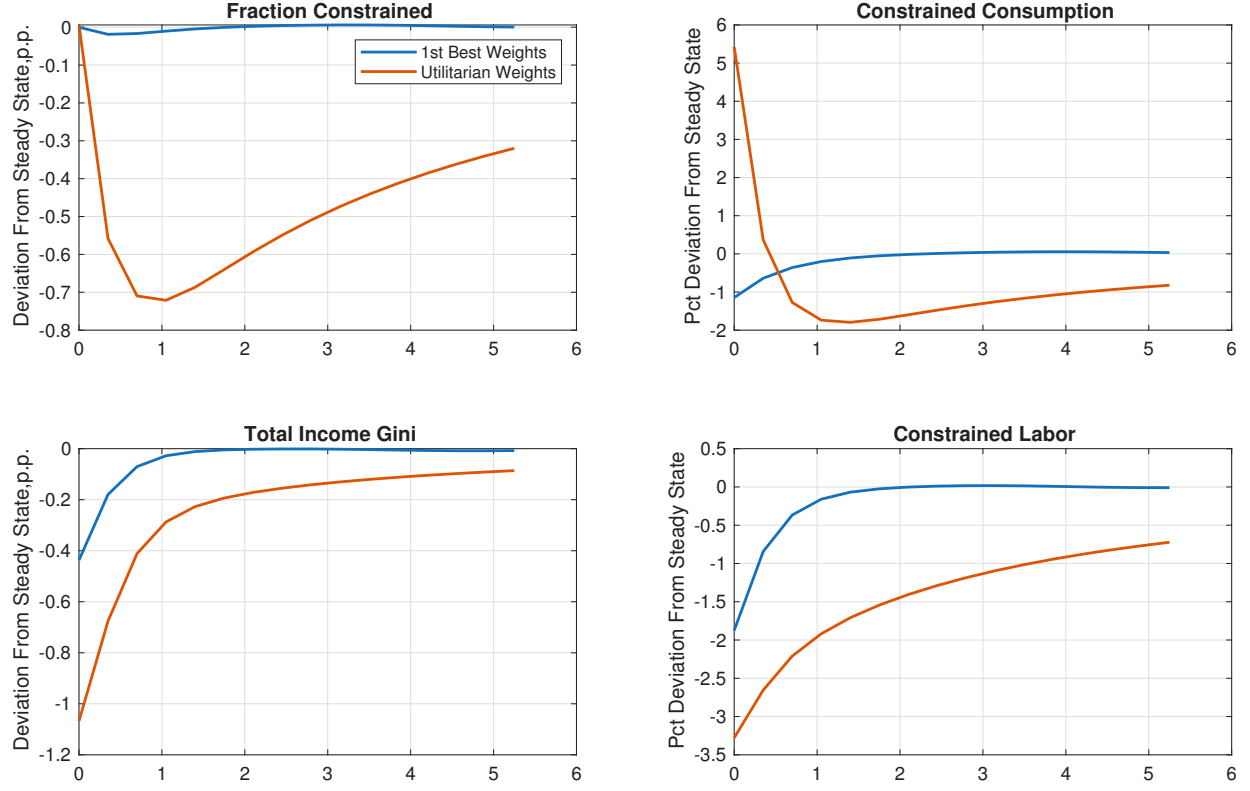 Fraction Constrained
Deviation From Steady State,p.p.
0
-0.1
-0.2
-0.3
-0.4
-0.5
-0.6
-0.7
-0.8
0 1 2 3 4 5 6
1st Best Weights
Utilitarian Weights
Constrained Consumption
Pct Deviation From Steady State
6
5
4
3
2
1
0
-1
-2
0 1 2 3 4 5 6
Total Income Gini
Deviation From Steady State,p.p.
0
-0.2
-0.4
-0.6
-0.8
-1
-1.2
0 1 2 3 4 5 6
Constrained Labor
Pct Deviation From Steady State
0.5
0
-0.5
-1
-1.5
-2
-2.5
-3
-3.5
0 1 2 3 4 5 6